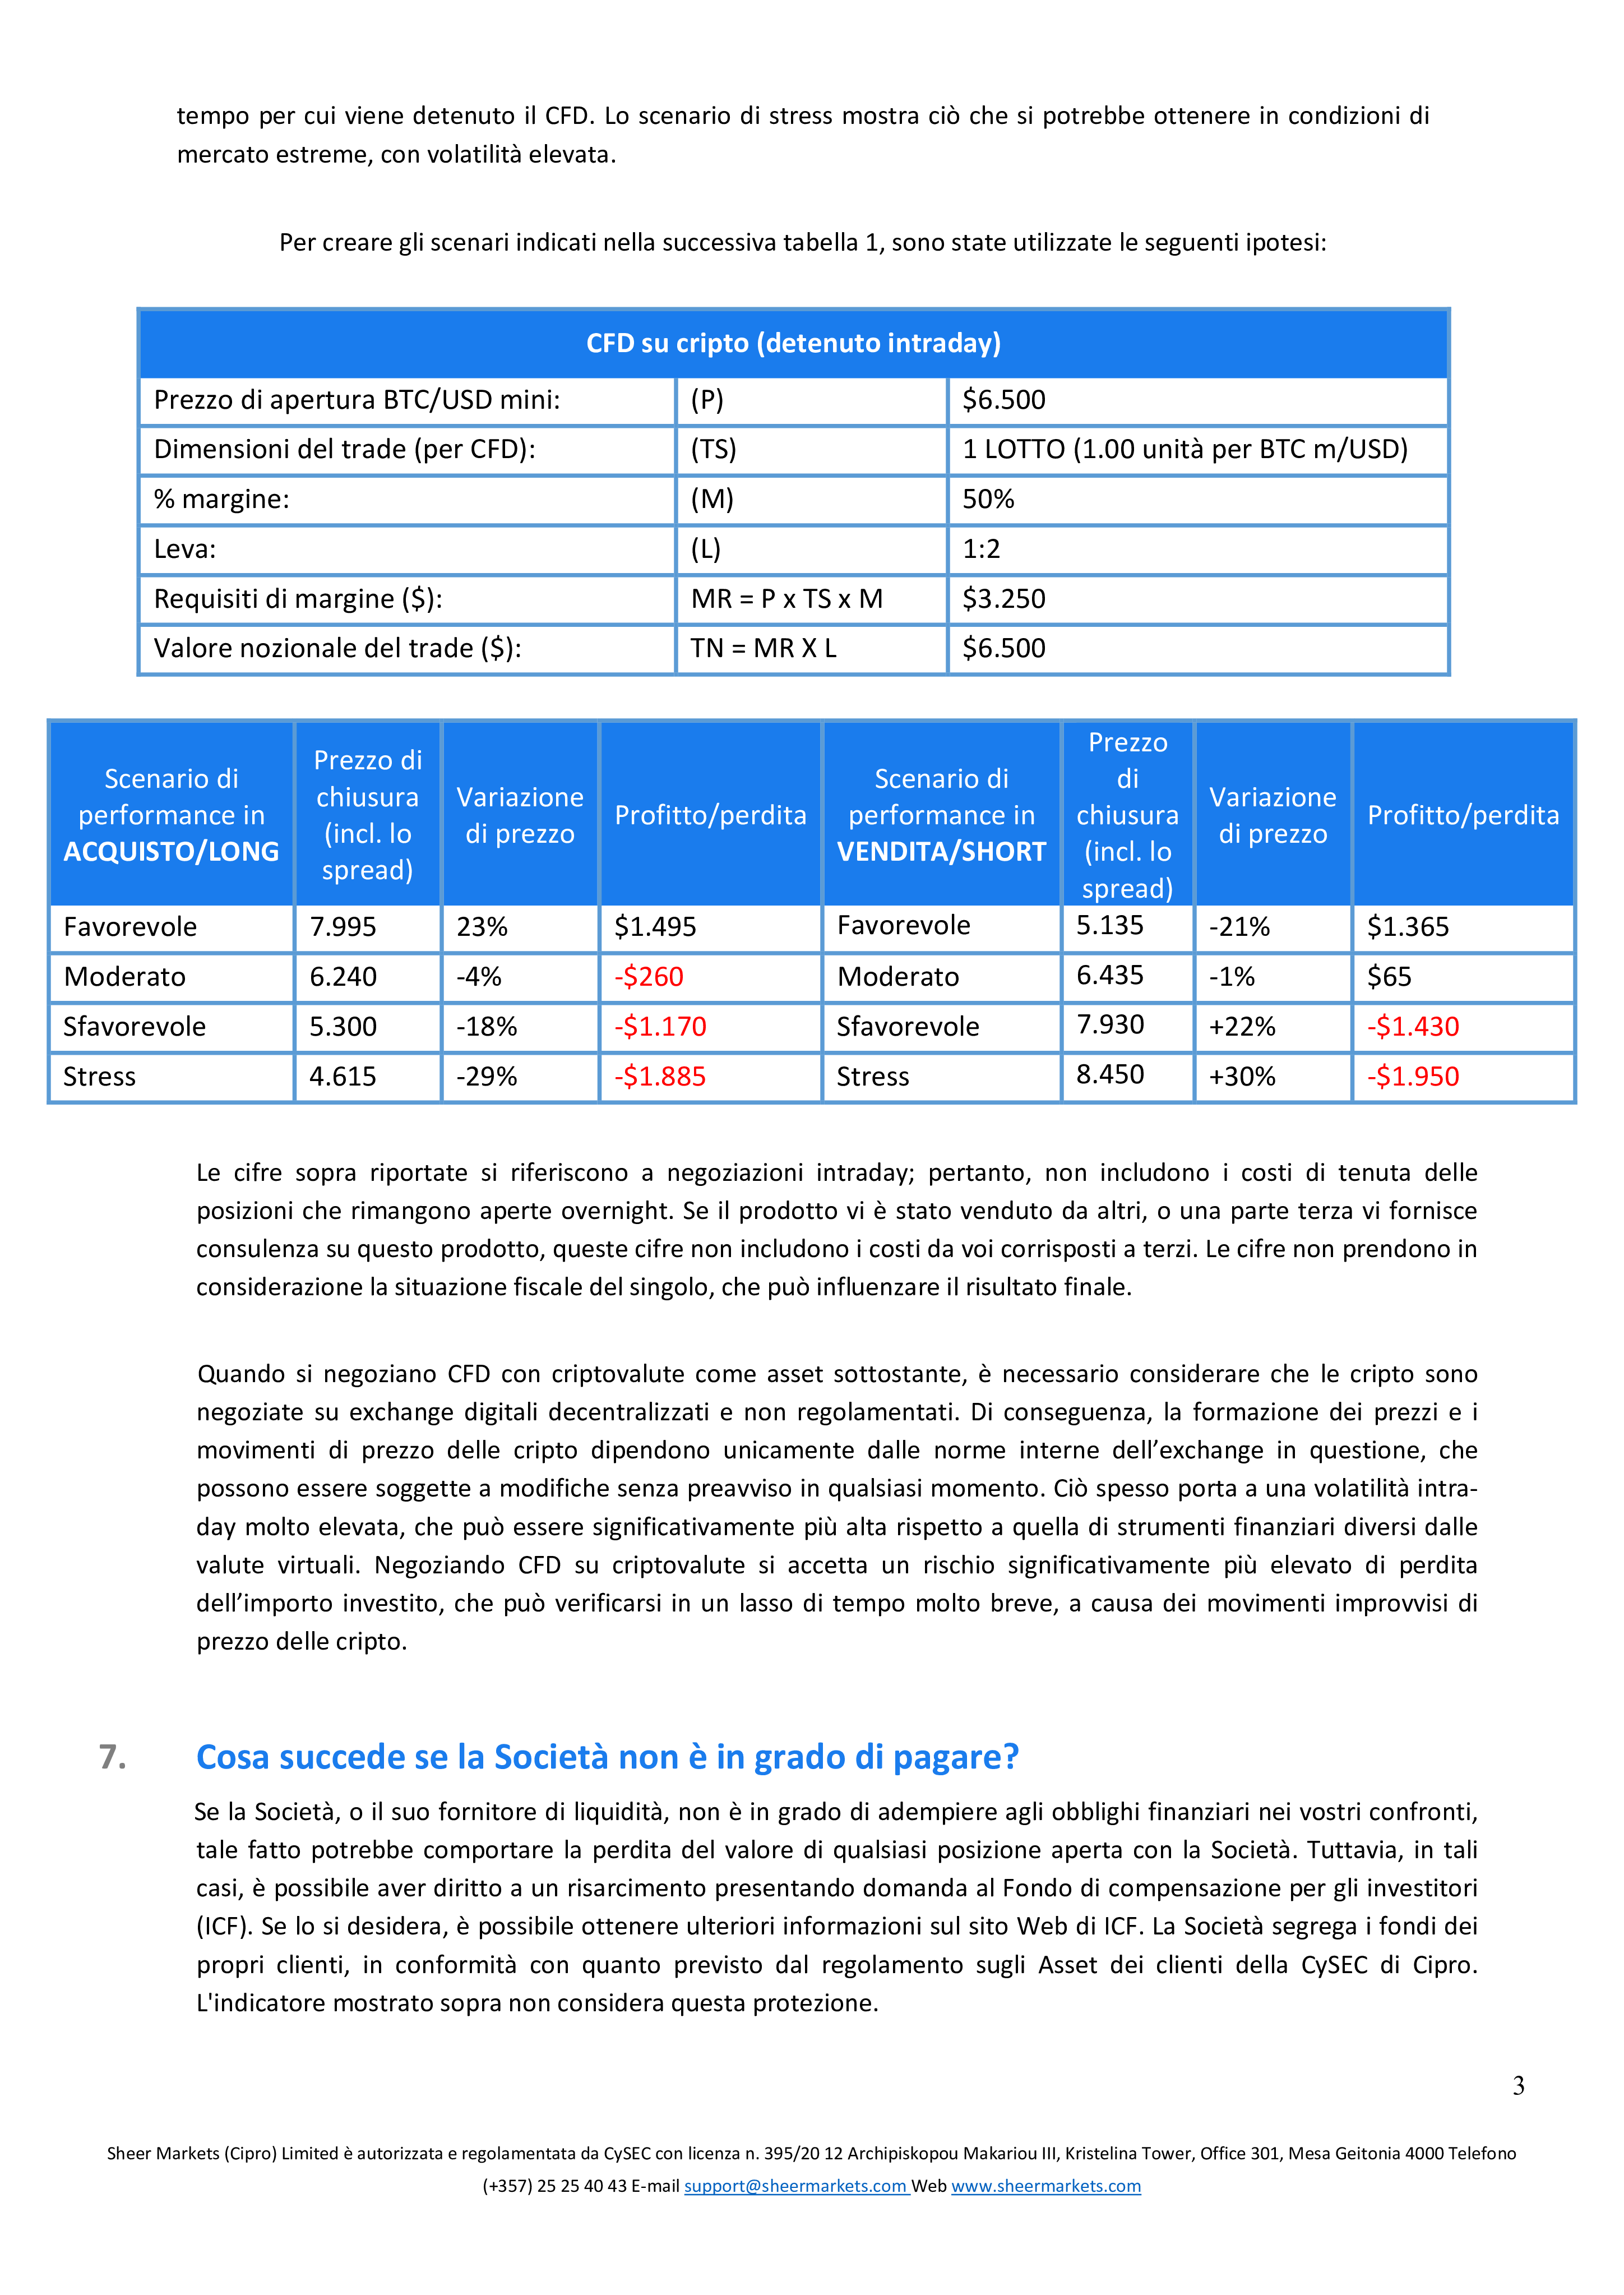 tempo per cui viene detenuto il CFD. Lo scenario di stress mostra ciò che si potrebbe ottenere in condizioni di
mercato estreme, con volatilità elevata.
Per creare gli scenari indicati nella successiva tabella 1, sono state utilizzate le seguenti ipotesi:
CFD su cripto (detenuto intraday)
Prezzo di apertura BTC/USD mini: (P) $6.500
Dimensioni del trade (per CFD): (TS) 1 LOTTO (1.00 unità per BTC m/USD)
% margine: (M) 50%
Leva: (L) 1:2
Requisiti di margine ($): MR = P x TS x M $3.250
Valore nozionale del trade ($): TN = MR X L $6.500
Scenario di
performance in
ACQUISTO/LONG
Prezzo di
chiusura
(incl. lo
spread)
Variazione
di prezzo
Profitto/perdita
Scenario di
performance in
VENDITA/SHORT
Prezzo
di
chiusura
(incl. lo
spread)
Variazione
di prezzo
Profitto/perdita
Favorevole 7.995 23% $1.495 Favorevole 5.135 -21% $1.365
Moderato 6.240 -4% -$260 Moderato 6.435 -1% $65
Sfavorevole 5.300 -18% -$1.170 Sfavorevole 7.930 +22% -$1.430
Stress 4.615 -29% -$1.885 Stress 8.450 +30% -$1.950
Le cifre sopra riportate si riferiscono a negoziazioni intraday; pertanto, non includono i costi di tenuta delle
posizioni che rimangono aperte overnight. Se il prodotto vi è stato venduto da altri, o una parte terza vi fornisce
consulenza su questo prodotto, queste cifre non includono i costi da voi corrisposti a terzi. Le cifre non prendono in
considerazione la situazione fiscale del singolo, che può influenzare il risultato finale.
Quando si negoziano CFD con criptovalute come asset sottostante, è necessario considerare che le cripto sono
negoziate su exchange digitali decentralizzati e non regolamentati. Di conseguenza, la formazione dei prezzi e i
movimenti di prezzo delle cripto dipendono unicamente dalle norme interne dell’exchange in questione, che
possono essere soggette a modifiche senza preavviso in qualsiasi momento. Ciò spesso porta a una volatilità intra-
day molto elevata, che può essere significativamente più alta rispetto a quella di strumenti finanziari diversi dalle
valute virtuali. Negoziando CFD su criptovalute si accetta un rischio significativamente più elevato di perdita
dell’importo investito, che può verificarsi in un lasso di tempo molto breve, a causa dei movimenti improvvisi di
prezzo delle cripto.
7. Cosa succede se la Società non è in grado di pagare?
Se la Società, o il suo fornitore di liquidità, non è in grado di adempiere agli obblighi finanziari nei vostri confronti,
tale fatto potrebbe comportare la perdita del valore di qualsiasi posizione aperta con la Società. Tuttavia, in tali
casi, è possibile aver diritto a un risarcimento presentando domanda al Fondo di compensazione per gli investitori
(ICF). Se lo si desidera, è possibile ottenere ulteriori informazioni sul sito Web di ICF. La Società segrega i fondi dei
propri clienti, in conformità con quanto previsto dal regolamento sugli Asset dei clienti della CySEC di Cipro.
L'indicatore mostrato sopra non considera questa protezione.
3
Sheer Markets (Cipro) Limited è autorizzata e regolamentata da CySEC con licenza n. 395/20 12 Archipiskopou Makariou III, Kristelina Tower, Office 301, Mesa Geitonia 4000 Telefono
(+357) 25 25 40 43 E-mail support@sheermarkets.com Web www.sheermarkets.com